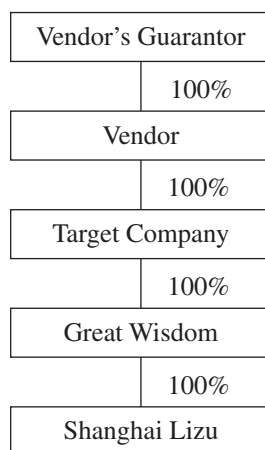 Vendor’s Guarantor
100%
Vendor
100%
Target Company
100%
Great Wisdom
100%
Shanghai Lizu